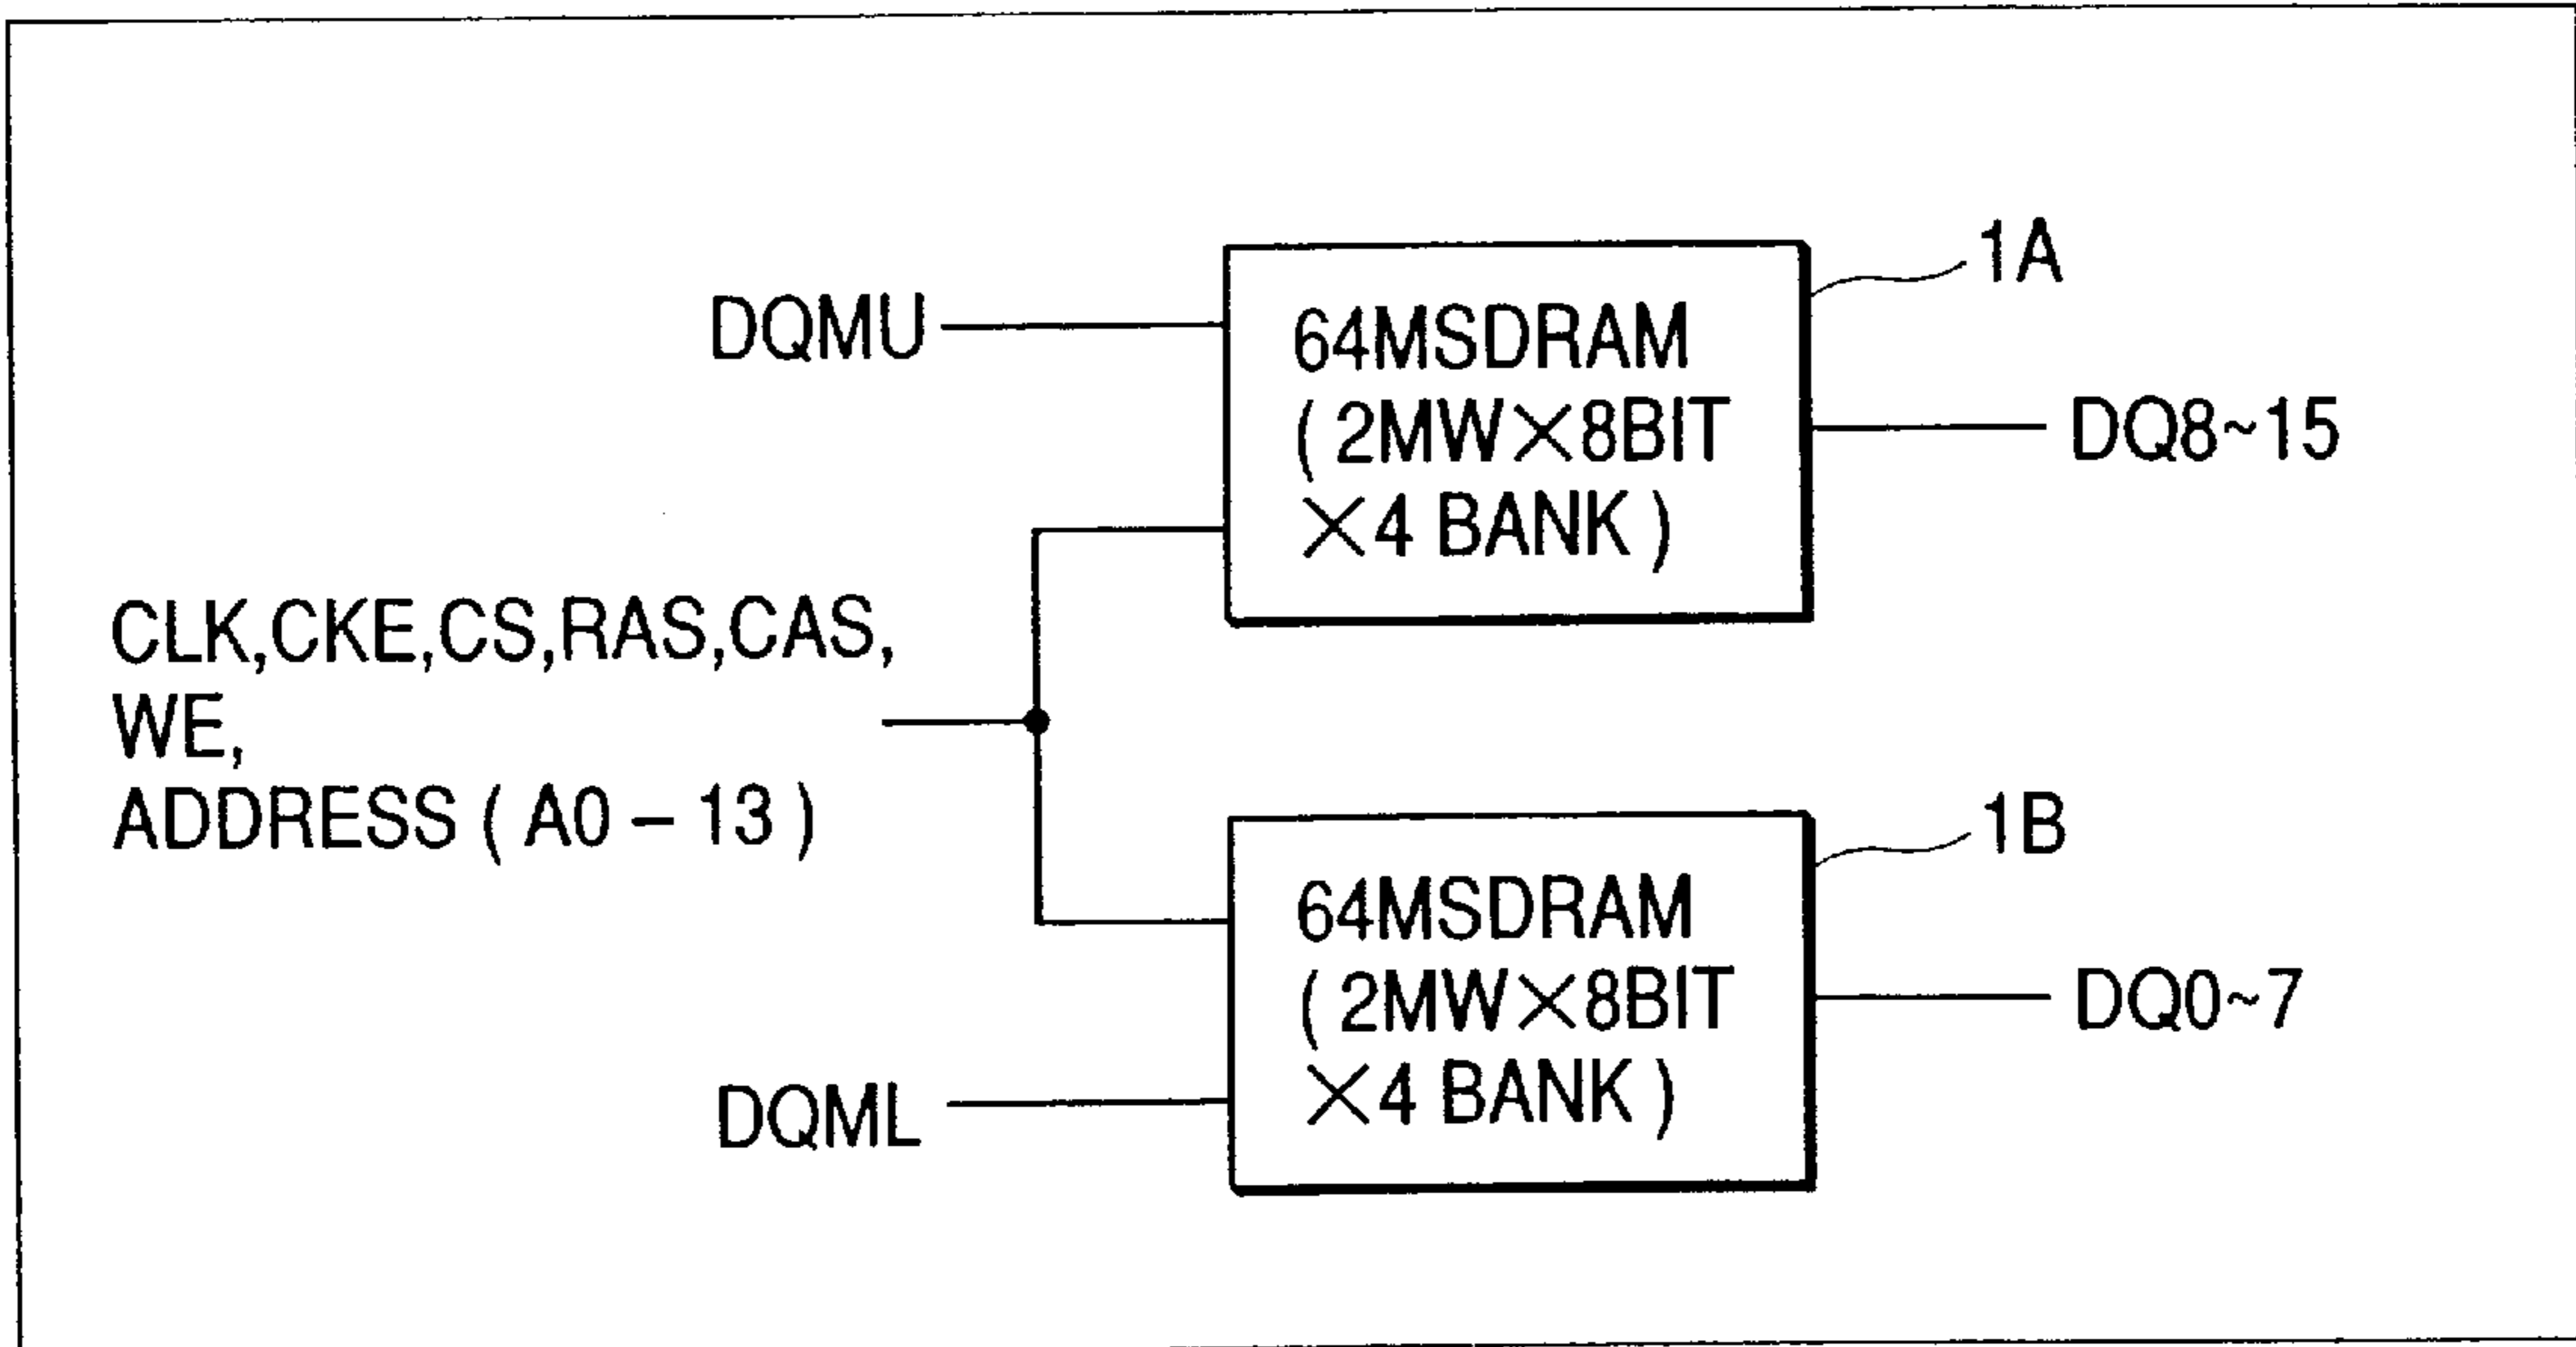 1A
DQMU
64MSDRAM
( 2MW×8BIT
×4 BANK )
DQ8~15
CLK,CKE,CS,RAS,CAS,
WE,
ADDRESS ( A0 – 13 )
1B
64MSDRAM
( 2MW×8BIT
×4 BANK )
DQ0~7
DQML